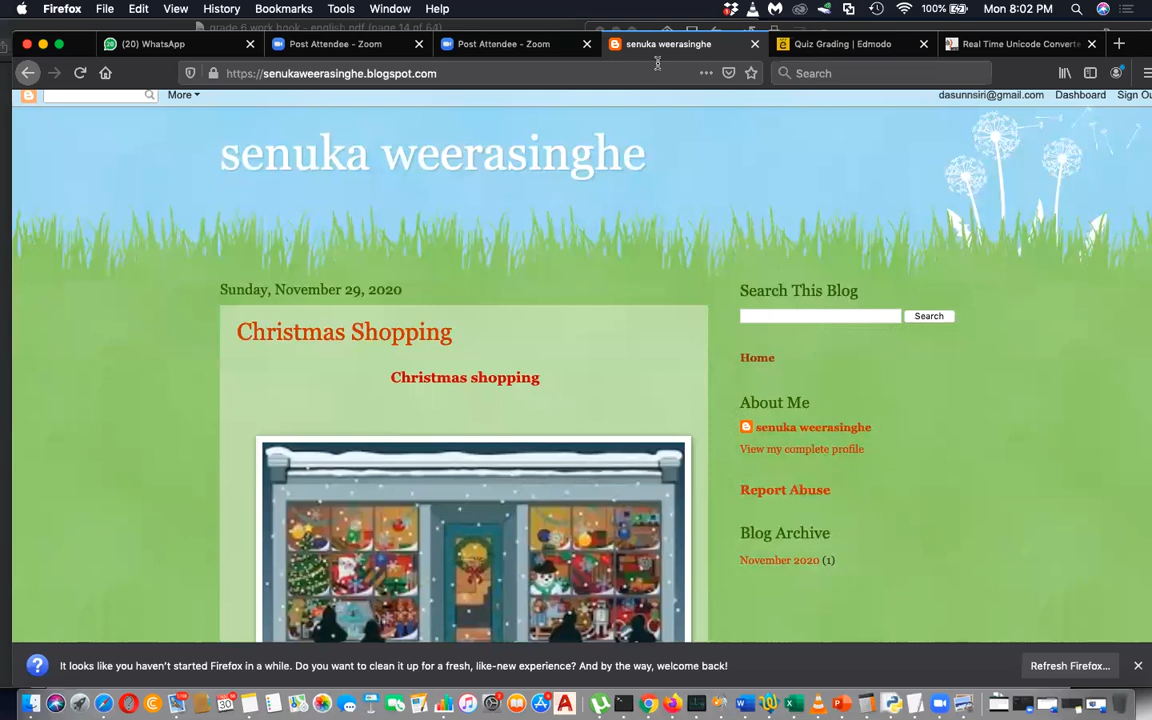 Firefox File Edit View History Bookmarks Tools Window Help 100% Mon 8:02 PM
grade 6 work book - english.pdf (page 14 of 64)
(20) WhatsApp Post Attendee - Zoom Post Attendee - Zoom senuka weerasinghe Quiz Grading | Edmodo Real Time Unicode Converte
https://senukaweerasinghe.blogspot.com Search
More dasunnsiri@gmail.com Dashboard Sign Ou
senuka weerasinghe
Sunday, November 29, 2020
Christmas Shopping
Christmas shopping
Search This Blog
Search
Home
About Me
senuka weerasinghe
View my complete profile
Report Abuse
Blog Archive
November 2020 (1)
It looks like you haven't started Firefox in a while. Do you want to clean it up for a fresh, like-new experience? And by the way, welcome back! Refresh Firefox...